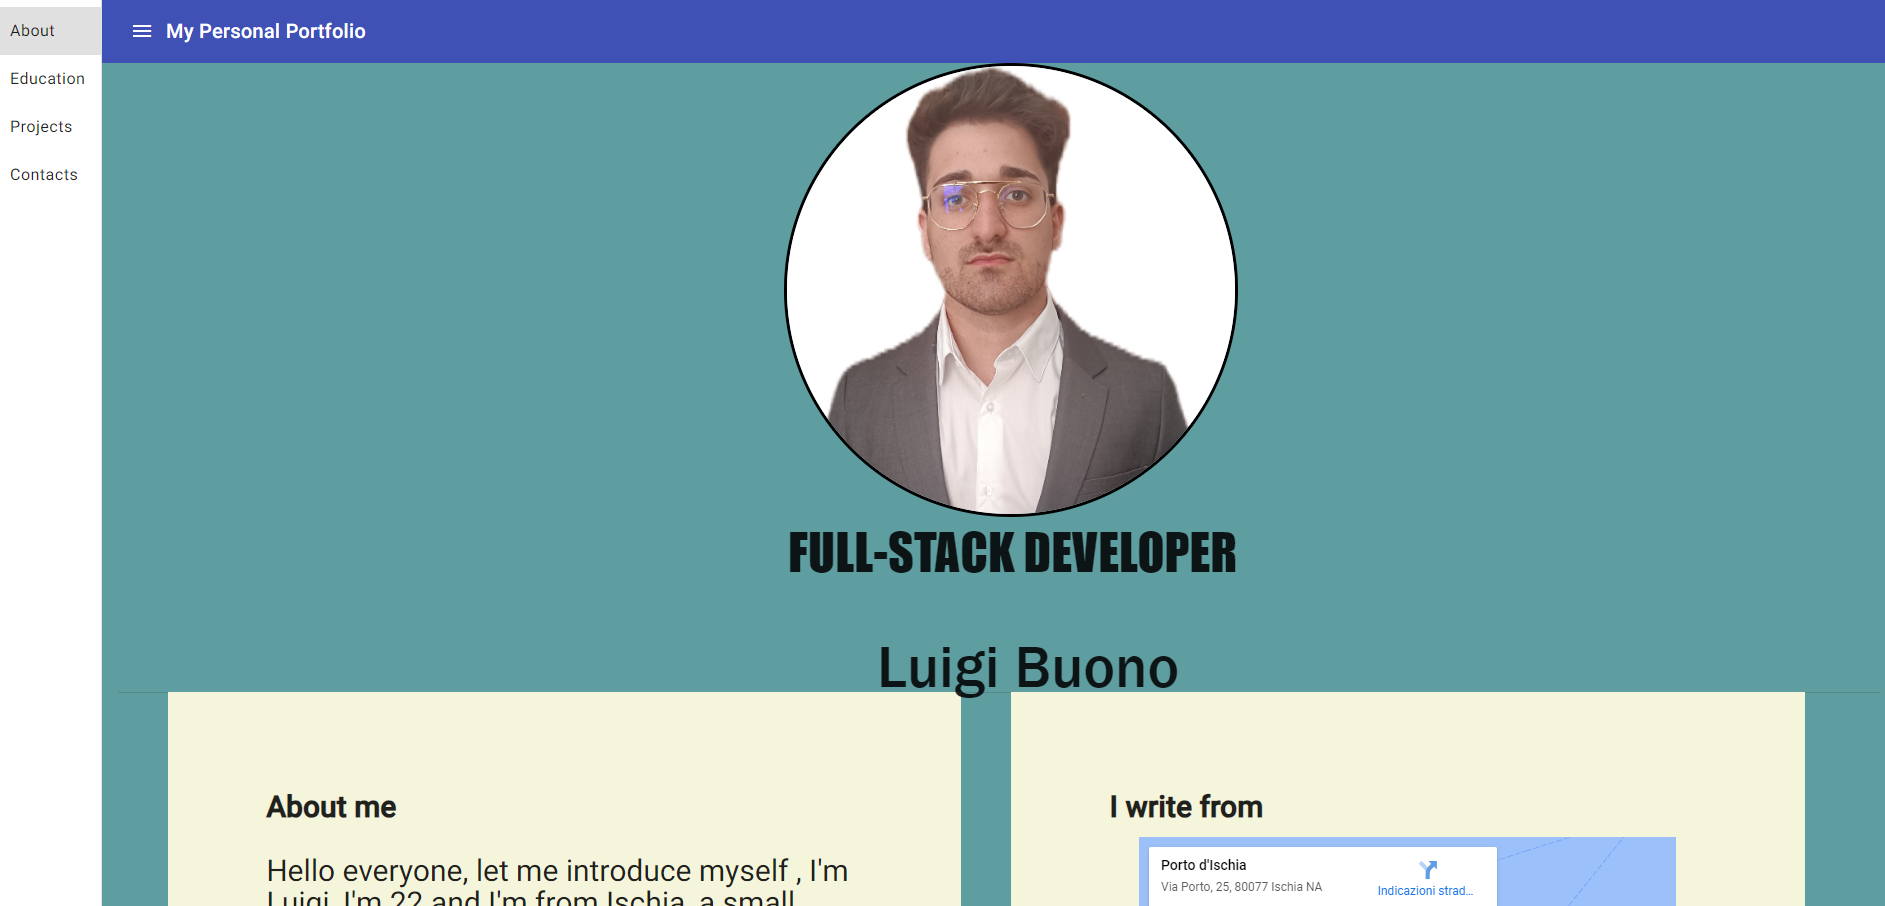 About
Education
Projects
Contacts
My Personal Portfolio
FULL-STACK DEVELOPER
Luigi Buono
About me
Hello everyone, let me introduce myself , I'm
Luigi, I'm 22 and I'm from Ischia, a small
I write from
Porto d'Ischia
Via Porto, 25, 80077 Ischia NA
Indicazioni strad...